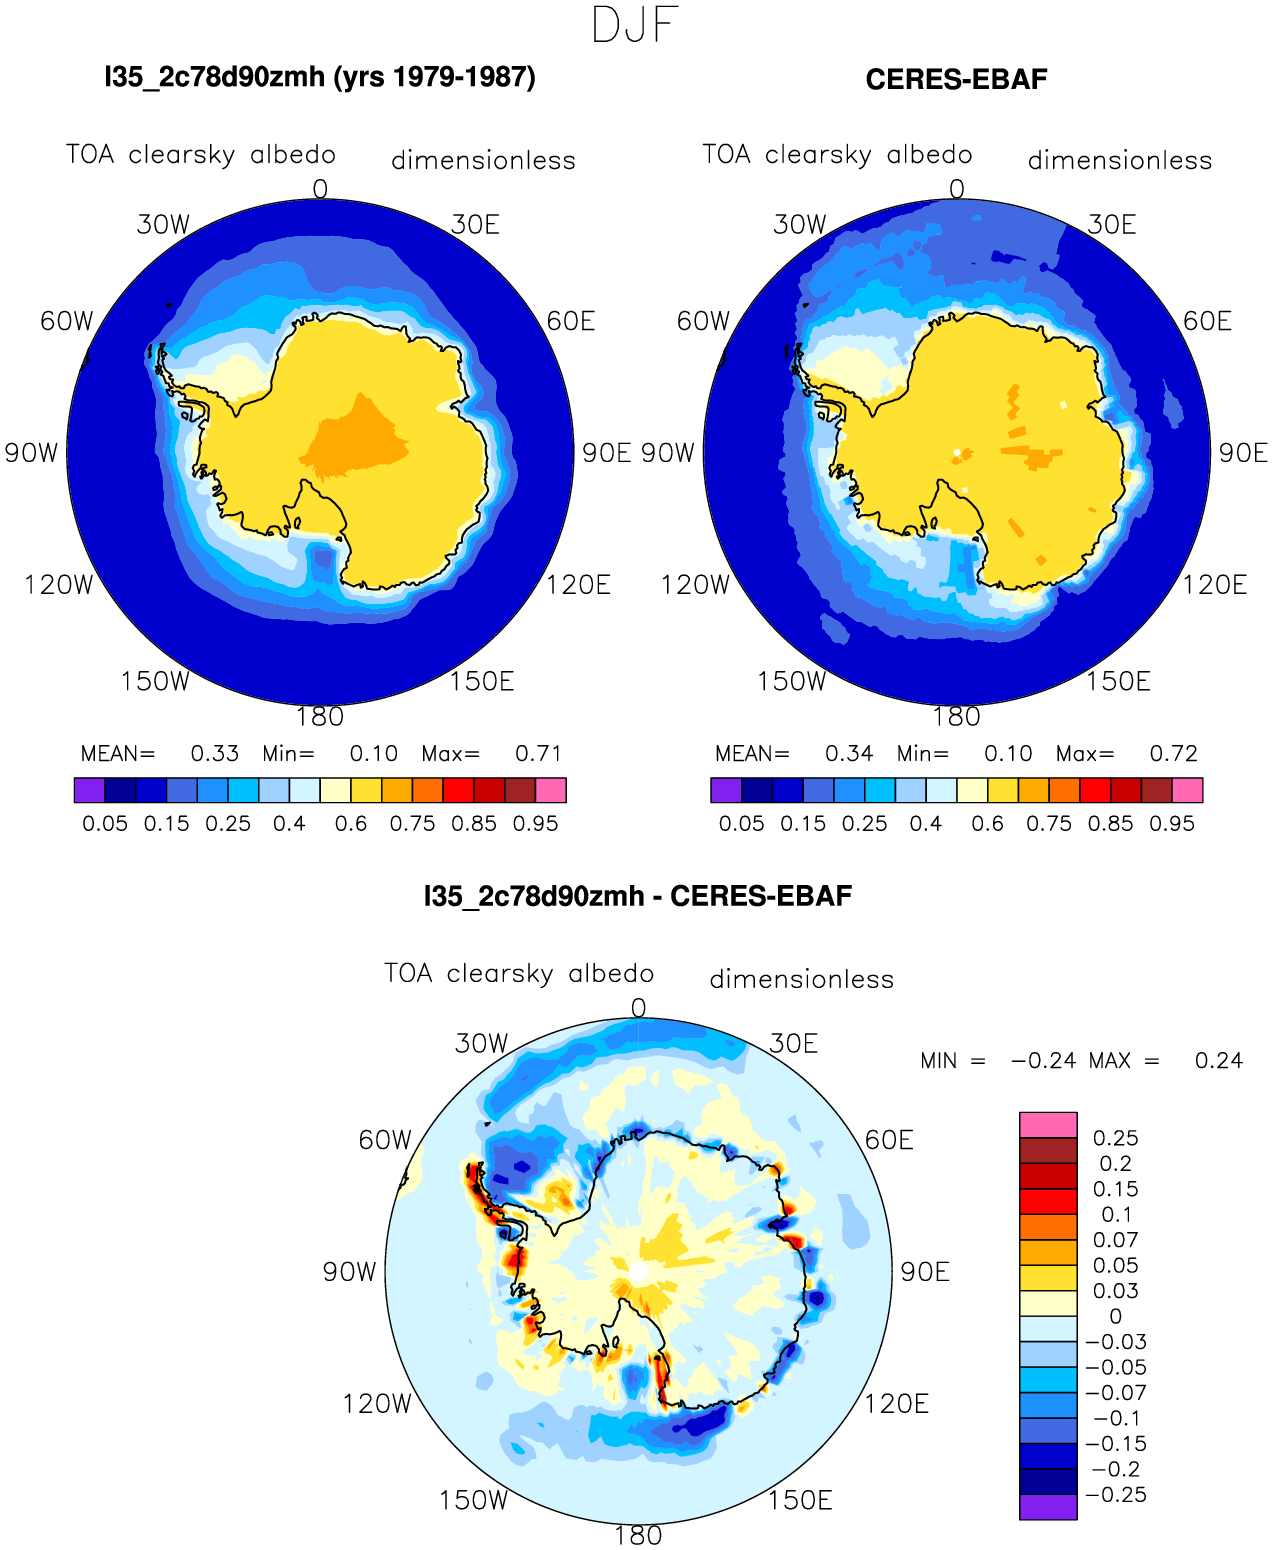 DJF
l35_2c78d90zmh (yrs 1979-1987) CERES-EBAF
TOA clearsky albedo dimensionless TOA clearsky albedo dimensionless
0 0
30W 30E 30W 30E
60W 60E 60W 60E
90W 90E 90W 90E
120W 120E 120W 120E
150W 150E 150W 150E
180 180
MEAN= 0.33 Min= 0.10 Max= 0.71 MEAN= 0.34 Min= 0.10 Max= 0.72
0.05 0.15 0.25 0.4 0.6 0.75 0.85 0.95 0.05 0.15 0.25 0.4 0.6 0.75 0.85 0.95
l35_2c78d90zmh - CERES-EBAF
TOA clearsky albedo dimensionless
0
30W 30E
MIN = −0.24 MAX = 0.24
60W 60E
90W 90E
120W 120E
150W 150E
180
0.25
0.2
0.15
0.1
0.07
0.05
0.03
0
−0.03
−0.05
−0.07
−0.1
−0.15
−0.2
−0.25